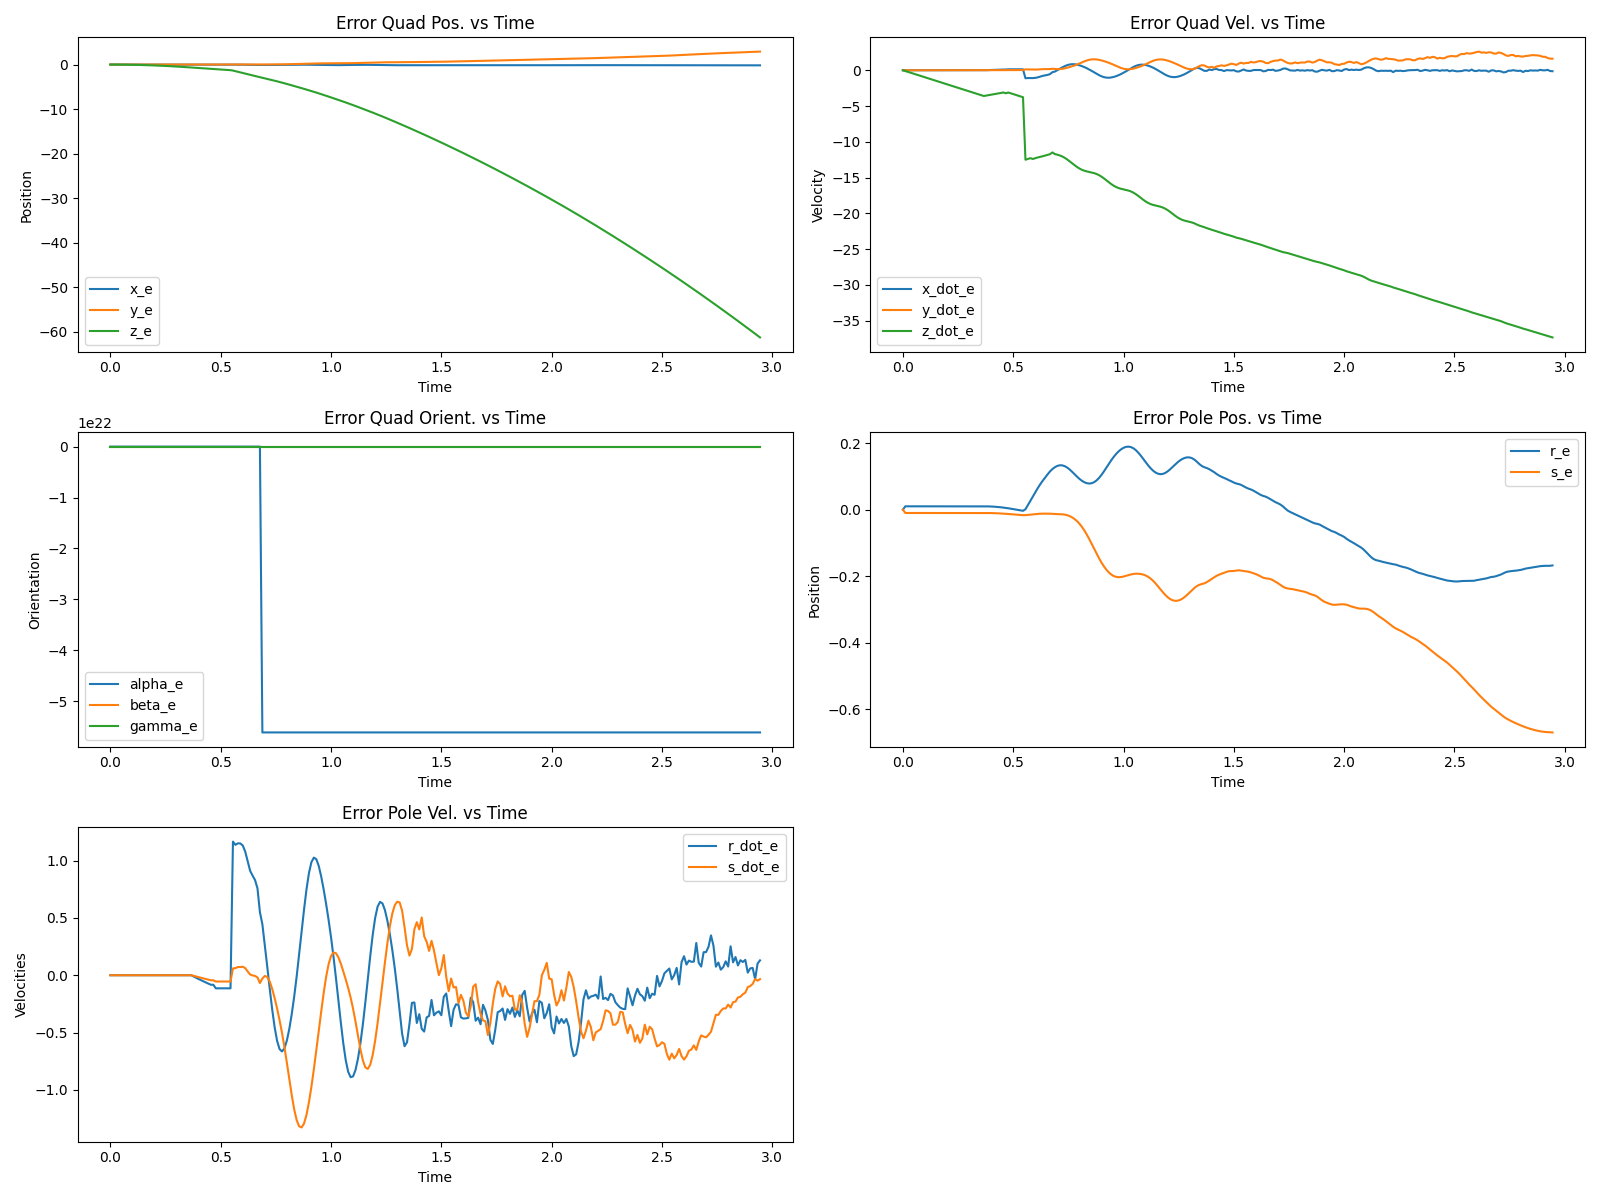 Error Quad Pos. vs Time
Position
0
−10
−20
−30
−40
−50
−60
x_e
y_e
z_e
0.0 0.5 1.0 1.5 2.0 2.5 3.0
Time
Error Quad Vel. vs Time
Velocity
0
−5
−10
−15
−20
−25
−30
−35
x_dot_e
y_dot_e
z_dot_e
0.0 0.5 1.0 1.5 2.0 2.5 3.0
Time
Error Quad Orient. vs Time
1e22
Orientation
0
−1
−2
−3
−4
−5
alpha_e
beta_e
gamma_e
0.0 0.5 1.0 1.5 2.0 2.5 3.0
Time
Error Pole Pos. vs Time
Position
0.2
0.0
−0.2
−0.4
−0.6
r_e
s_e
0.0 0.5 1.0 1.5 2.0 2.5 3.0
Time
Error Pole Vel. vs Time
Velocities
1.0
0.5
0.0
−0.5
−1.0
r_dot_e
s_dot_e
0.0 0.5 1.0 1.5 2.0 2.5 3.0
Time